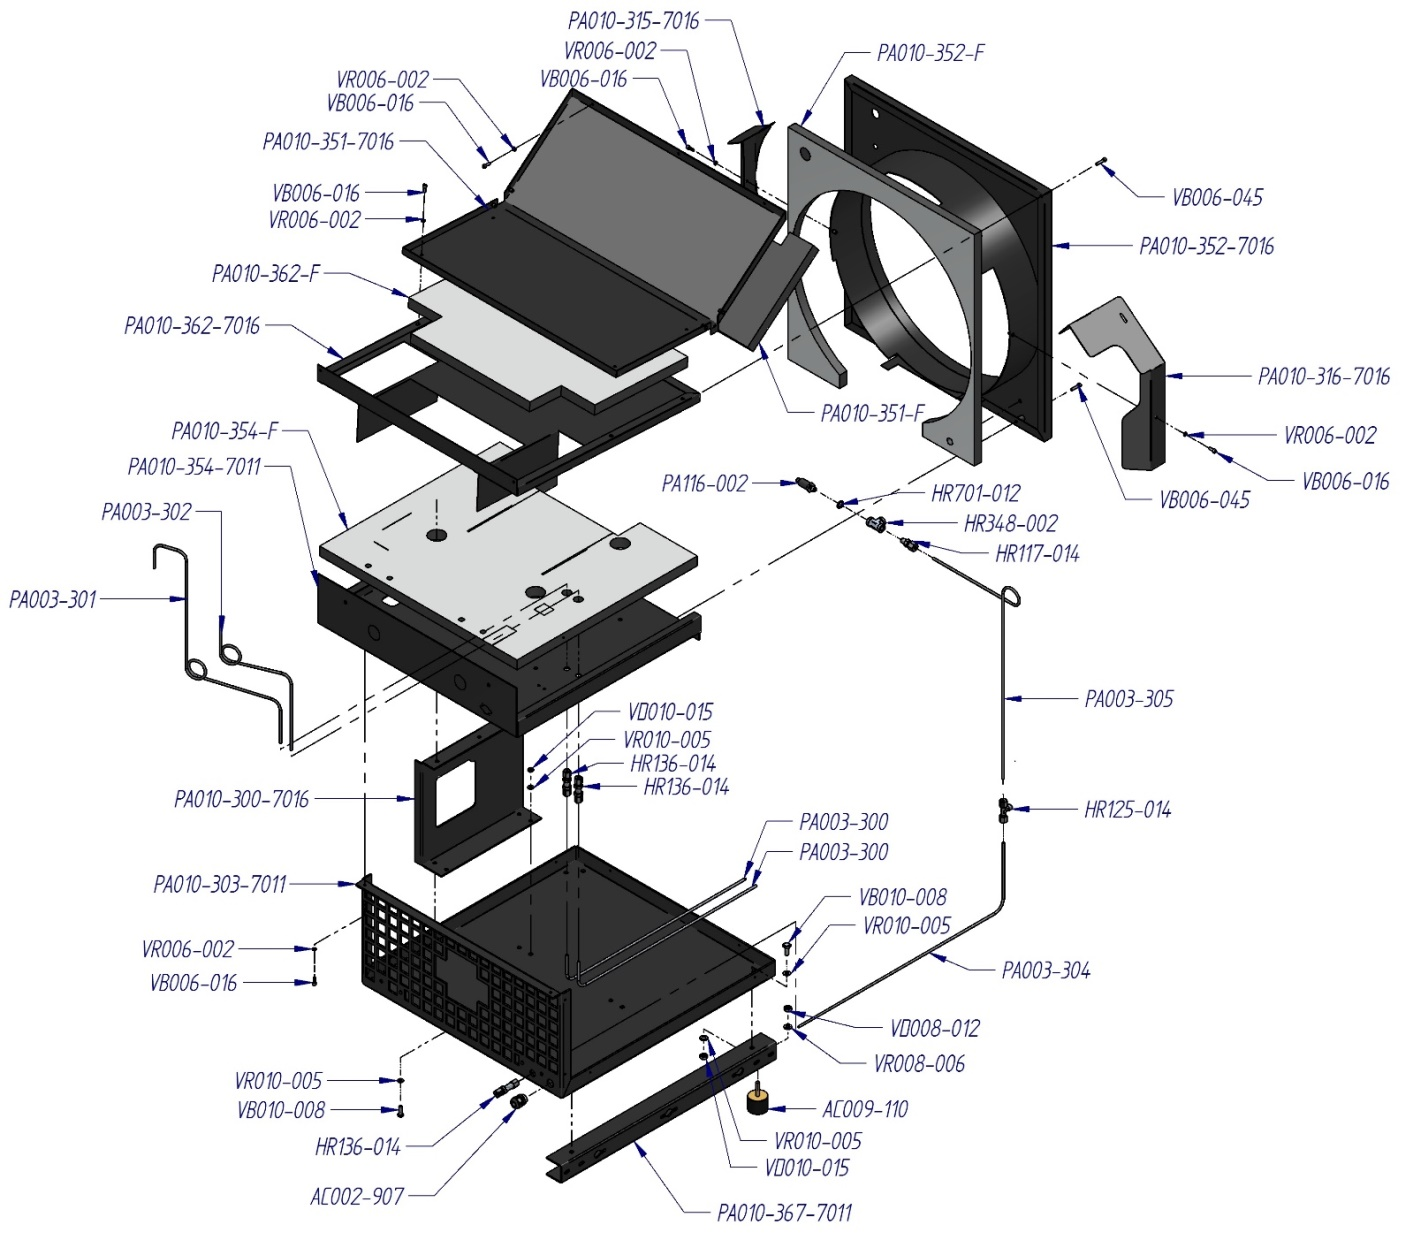 PA010-315-7016
VR006-002
VB006-016
PA010-352-F
VR006-002
VB006-016
PA010-351-7016
VB006-016
VR006-002
VB006-045
PA010-352-7016
PA010-362-F
PA010-362-7016
PA010-316-7016
PA010-351-F
PA010-354-F
PA010-354-7011
VR006-002
VB006-016
VB006-045
PA116-002
HR701-012
HR348-002
HR117-014
PA003-302
PA003-301
PA003-305
VD010-015
VR010-005
HR136-014
HR136-014
PA010-300-7016
HR125-014
PA003-300
PA003-300
PA010-303-7011
VB010-008
VR010-005
VR006-002
VB006-016
PA003-304
VD008-012
VR008-006
VR010-005
VB010-008
AC009-110
HR136-014
VR010-005
VD010-015
AC002-907
PA010-367-7011